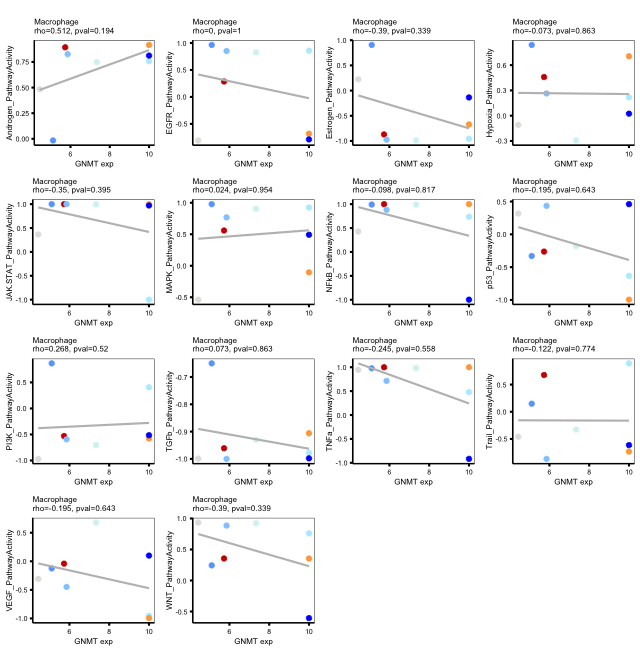 Macrophage
rho=0.512, pval=0.194
Androgen_PathwayActivity
0.75
0.50
0.25
0.00
6
8
10
GNMT exp
Macrophage
rho=0, pval=1
EGFR_PathwayActivity
1.0
0.5
0.0
-0.5
6
8
10
GNMT exp
Macrophage
rho=-0.39, pval=0.339
Estrogen_PathwayActivity
1.0
0.5
0.0
-0.5
-1.0
6
8
10
GNMT exp
Macrophage
rho=-0.073, pval=0.863
Hypoxia_PathwayActivity
0.6
0.3
0.0
-0.3
6
8
10
GNMT exp
Macrophage
rho=-0.35, pval=0.395
JAK.STAT_PathwayActivity
1.0
0.5
0.0
-0.5
-1.0
6
8
10
GNMT exp
Macrophage
rho=0.024, pval=0.954
MAPK_PathwayActivity
1.0
0.5
0.0
-0.5
6
8
10
GNMT exp
Macrophage
rho=-0.098, pval=0.817
NFkB_PathwayActivity
1.0
0.5
0.0
-0.5
-1.0
6
8
10
GNMT exp
Macrophage
rho=-0.195, pval=0.643
p53_PathwayActivity
0.5
0.0
-0.5
-1.0
6
8
10
GNMT exp
Macrophage
rho=0.268, pval=0.52
PI3K_PathwayActivity
0.5
0.0
-0.5
-1.0
6
8
10
GNMT exp
Macrophage
rho=0.073, pval=0.863
TGFb_PathwayActivity
-0.7
-0.8
-0.9
-1.0
6
8
10
GNMT exp
Macrophage
rho=-0.245, pval=0.558
TNFa_PathwayActivity
1.0
0.5
0.0
-0.5
-1.0
6
8
10
GNMT exp
Macrophage
rho=-0.122, pval=0.774
Trail_PathwayActivity
0.5
0.0
-0.5
6
8
10
GNMT exp
Macrophage
rho=-0.195, pval=0.643
VEGF_PathwayActivity
0.5
0.0
-0.5
-1.0
6
8
10
GNMT exp
Macrophage
rho=-0.39, pval=0.339
WNT_PathwayActivity
1.0
0.5
0.0
-0.5
6
8
10
GNMT exp